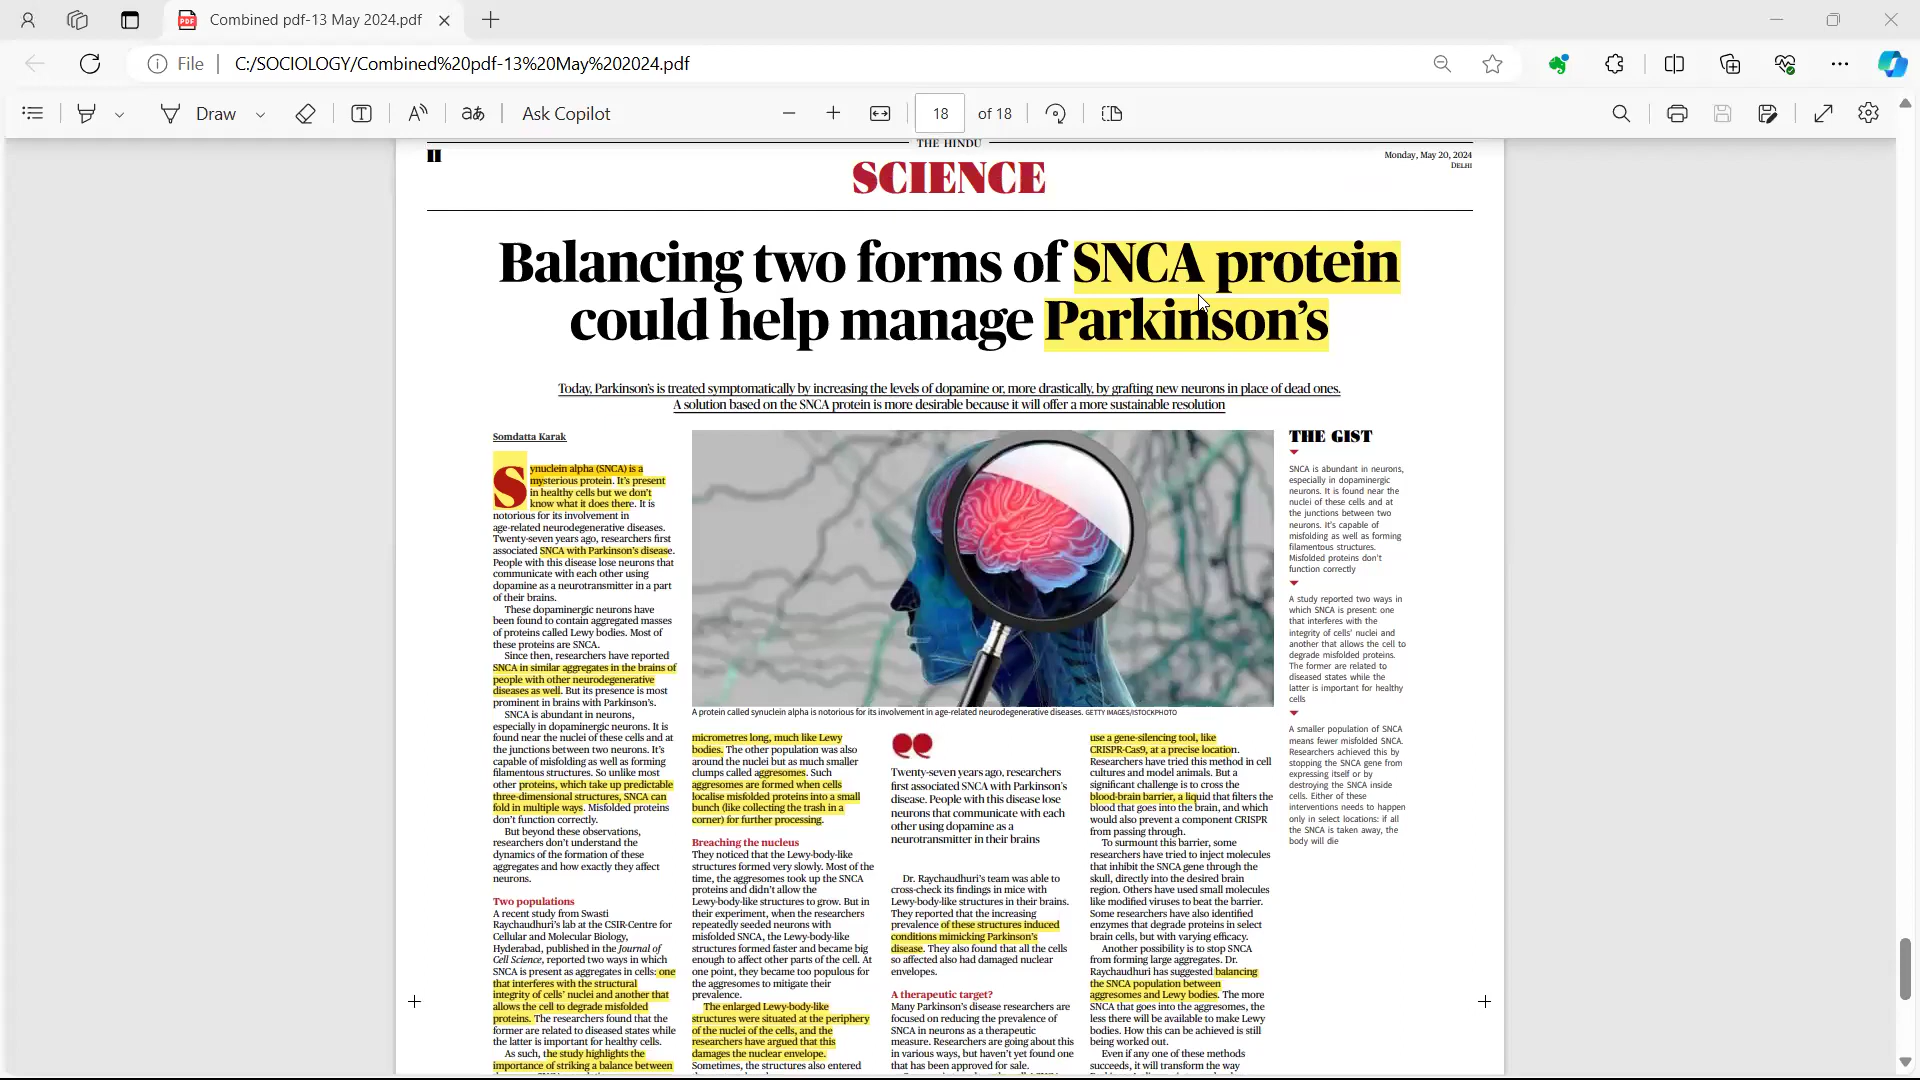 Combined pdf-13 May 2024.pdf
File
C:/SOCIOLOGY/Combined%20pdf-13%20May%202024.pdf
Draw
aあ
Ask Copilot
18 of 18
THE HINDU
II
SCIENCE
Monday, May 20, 2024
DELHI
Balancing two forms of SNCA protein
could help manage Parkinson's
Today, Parkinson's is treated symptomatically by increasing the levels of dopamine or, more drastically, by grafting new neurons in place of dead ones.
A solution based on the SNCA protein is more desirable because it will offer a more sustainable resolution
Somdatta Karak
Synuclein alpha (SNCA) is a
mysterious protein. It's present
in healthy cells but we don't
know what it does there. It is
notorious for its involvement in
age-related neurodegenerative diseases.
Twenty-seven years ago, researchers first
associated SNCA with Parkinson's disease.
People with this disease lose neurons that
communicate with each other using
dopamine as a neurotransmitter in a part
of their brains.
These dopaminergic neurons have
been found to contain aggregated masses
of proteins called Lewy bodies. Most of
these proteins are SNCA.
Since then, researchers have reported
SNCA in similar aggregates in the brains of
people with other neurodegenerative
diseases as well. But its presence is most
prominent in brains with Parkinson's.
SNCA is abundant in neurons,
especially in dopaminergic neurons. It is
found near the nuclei of these cells and at
the junctions between two neurons. It's
capable of misfolding as well as forming
filamentous structures. So unlike most
other proteins, which take up predictable
three-dimensional structures, SNCA can
fold in multiple ways. Misfolded proteins
don't function correctly.
But beyond these observations,
researchers don't understand the
dynamics of the formation of these
aggregates and how exactly they affect
neurons.
Two populations
A recent study from Swasti
Raychaudhuri's lab at the CSIR-Centre for
Cellular and Molecular Biology,
Hyderabad, published in the Journal of
Cell Science, reported two ways in which
SNCA is present as aggregates in cells: one
that interferes with the structural
integrity of cells' nuclei and another that
allows the cell to degrade misfolded
proteins. The researchers found that the
former are related to diseased states while
the latter is important for healthy cells.
As such, the study highlights the
importance of striking a balance between
A protein called synuclein alpha is notorious for its involvement in age-related neurodegenerative diseases. GETTY IMAGES/ISTOCKPHOTO
micrometres long, much like Lewy
bodies. The other population was also
around the nuclei but as much smaller
clumps called aggresomes. Such
aggresomes are formed when cells
localise misfolded proteins into a small
bunch (like collecting the trash in a
corner) for further processing.
Breaching the nucleus
They noticed that the Lewy-body-like
structures formed very slowly. Most of the
time, the aggresomes took up the SNCA
proteins and didn't allow the
Lewy-body-like structures to grow. But in
their experiment, when the researchers
repeatedly seeded neurons with
misfolded SNCA, the Lewy-body-like
structures formed faster and became big
enough to affect other parts of the cell. At
one point, they became too populous for
the aggresomes to mitigate their
prevalence.
The enlarged Lewy-body-like
structures were situated at the periphery
of the nuclei of the cells, and the
researchers have argued that this
damages the nuclear envelope.
Sometimes, the structures also entered
Twenty-seven years ago, researchers
first associated SNCA with Parkinson's
disease. People with this disease lose
neurons that communicate with each
other using dopamine as a
neurotransmitter in their brains
Dr. Raychaudhuri's team was able to
cross-check its findings in mice with
Lewy-body-like structures in their brains.
They reported that the increasing
prevalence of these structures induced
conditions mimicking Parkinson's
disease. They also found that all the cells
so affected also had damaged nuclear
envelopes.
A therapeutic target?
Many Parkinson's disease researchers are
focused on reducing the prevalence of
SNCA in neurons as a therapeutic
measure. Researchers are going about this
in various ways, but haven't yet found one
that has been approved for sale.
use a gene-silencing tool, like
CRISPR-Cas9, at a precise location.
Researchers have tried this method in cell
cultures and model animals. But a
significant challenge is to cross the
blood-brain barrier, a liquid that filters the
blood that goes into the brain, and which
would also prevent a component CRISPR
from passing through.
To surmount this barrier, some
researchers have tried to inject molecules
that inhibit the SNCA gene through the
skull, directly into the desired brain
region. Others have used small molecules
like modified viruses to beat the barrier.
Some researchers have also identified
enzymes that degrade proteins in select
brain cells, but with varying efficacy.
Another possibility is to stop SNCA
from forming large aggregates. Dr.
Raychaudhuri has suggested balancing
the SNCA population between
aggresomes and Lewy bodies. The more
SNCA that goes into the aggresomes, the
less there will be available to make Lewy
bodies. How this can be achieved is still
being worked out.
Even if any one of these methods
succeeds, it will transform the way
THE GIST
SNCA is abundant in neurons,
especially in dopaminergic
neurons. It is found near the
nuclei of these cells and at
the junctions between two
neurons. It's capable of
misfolding as well as forming
filamentous structures.
Misfolded proteins don't
function correctly
A study reported two ways in
which SNCA is present: one
that interferes with the
integrity of cells' nuclei and
another that allows the cell to
degrade misfolded proteins.
The former are related to
diseased states while the
latter is important for healthy
cells
A smaller population of SNCA
means fewer misfolded SNCA.
Researchers achieved this by
stopping the SNCA gene from
expressing itself or by
destroying the SNCA inside
cells. Either of these
interventions needs to happen
only in select locations: if all
the SNCA is taken away, the
body will die